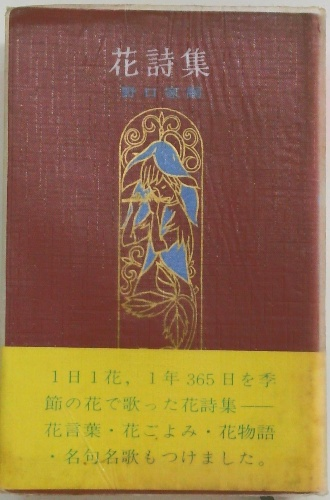 花詩集
野口家嗣
１日１花，１年365日を季
節の花で歌った花詩集――
花言葉・花ごよみ・花物語
・名句名歌もつけました。